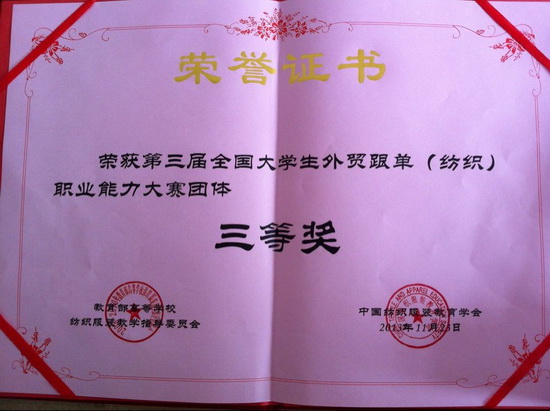 荣誉证书
荣获第三届全国大学生外贸跟单（纺织）
职业能力大赛团体
三等奖
教育部高等学校
纺织服装教学指导委员会
中国纺织服装教育学会
2013年11月23日